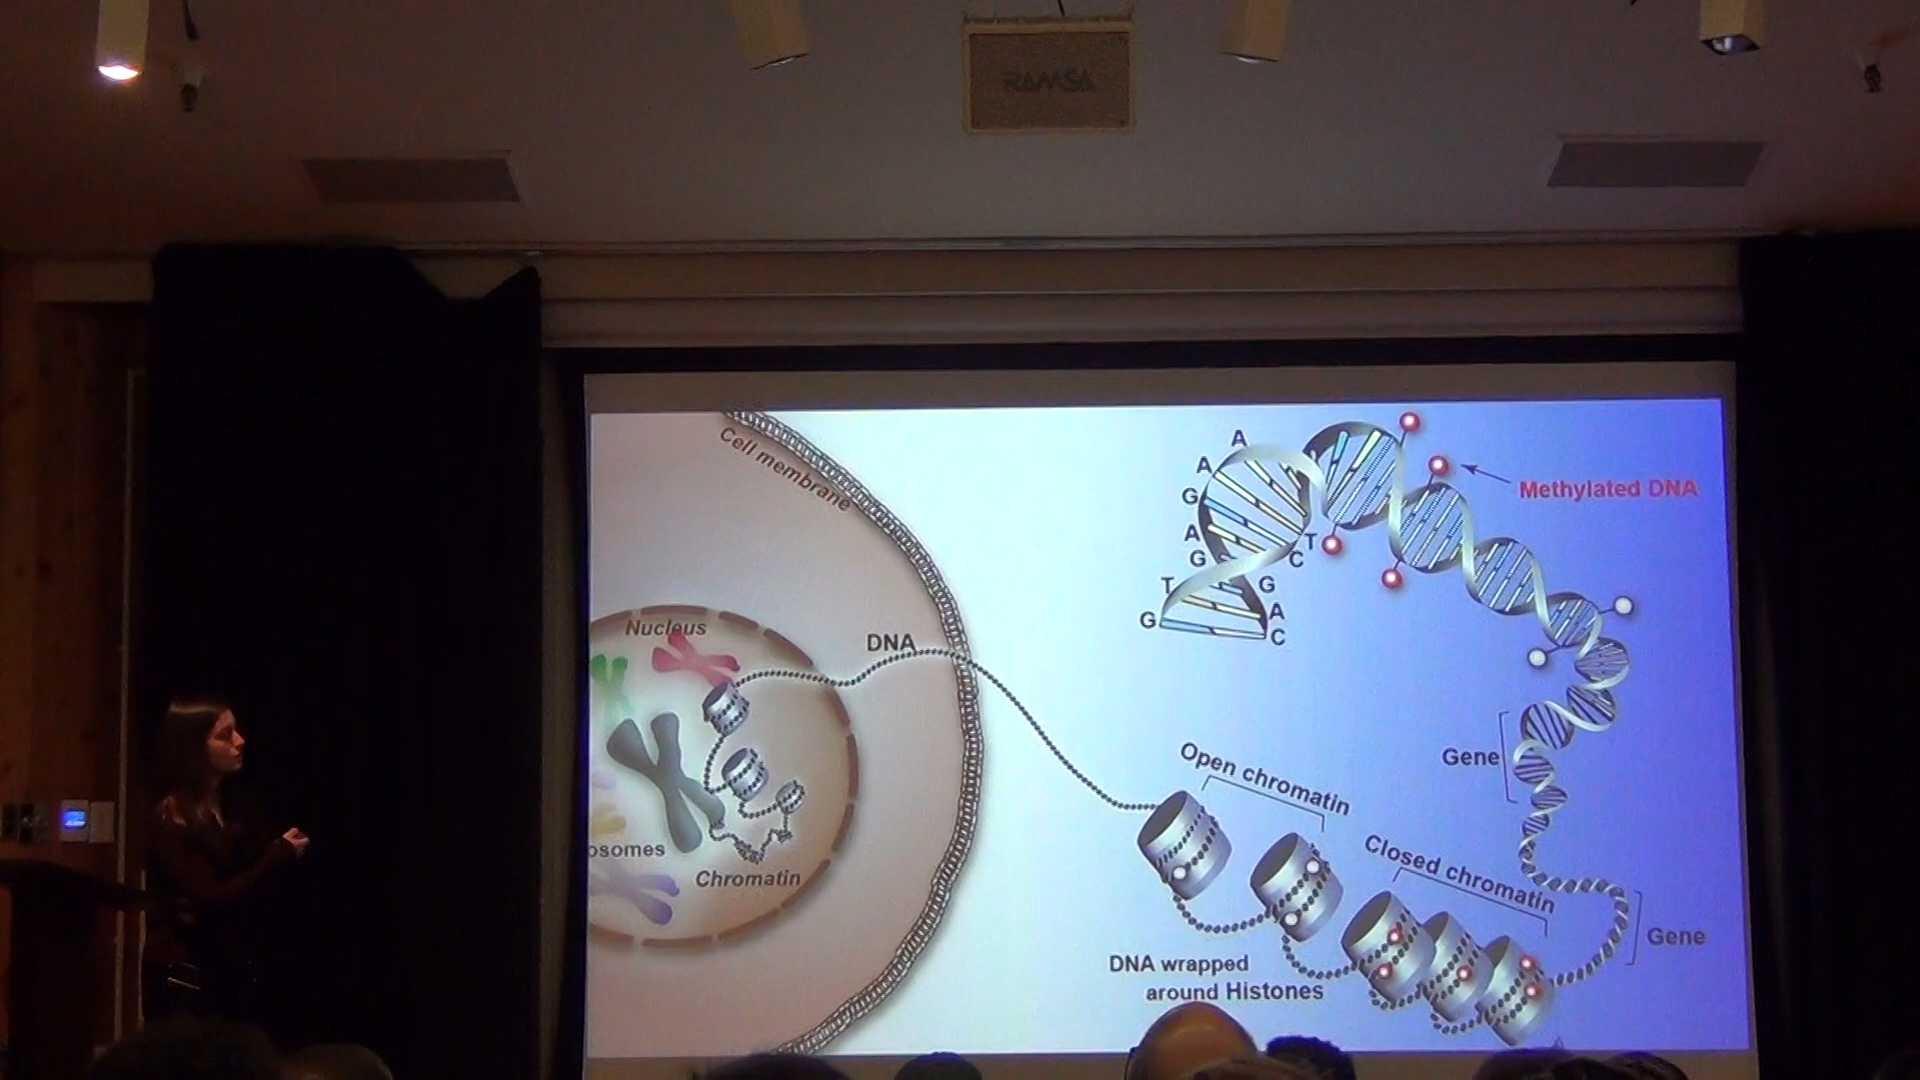 RAMSA
Cell membrane
Nucleus
DNA
osomes
Chromatin
A
A
G
A
G
T
G
T
C
G
A
C
Methylated DNA
Gene
Open chromatin
Closed chromatin
Gene
DNA wrapped
around Histones